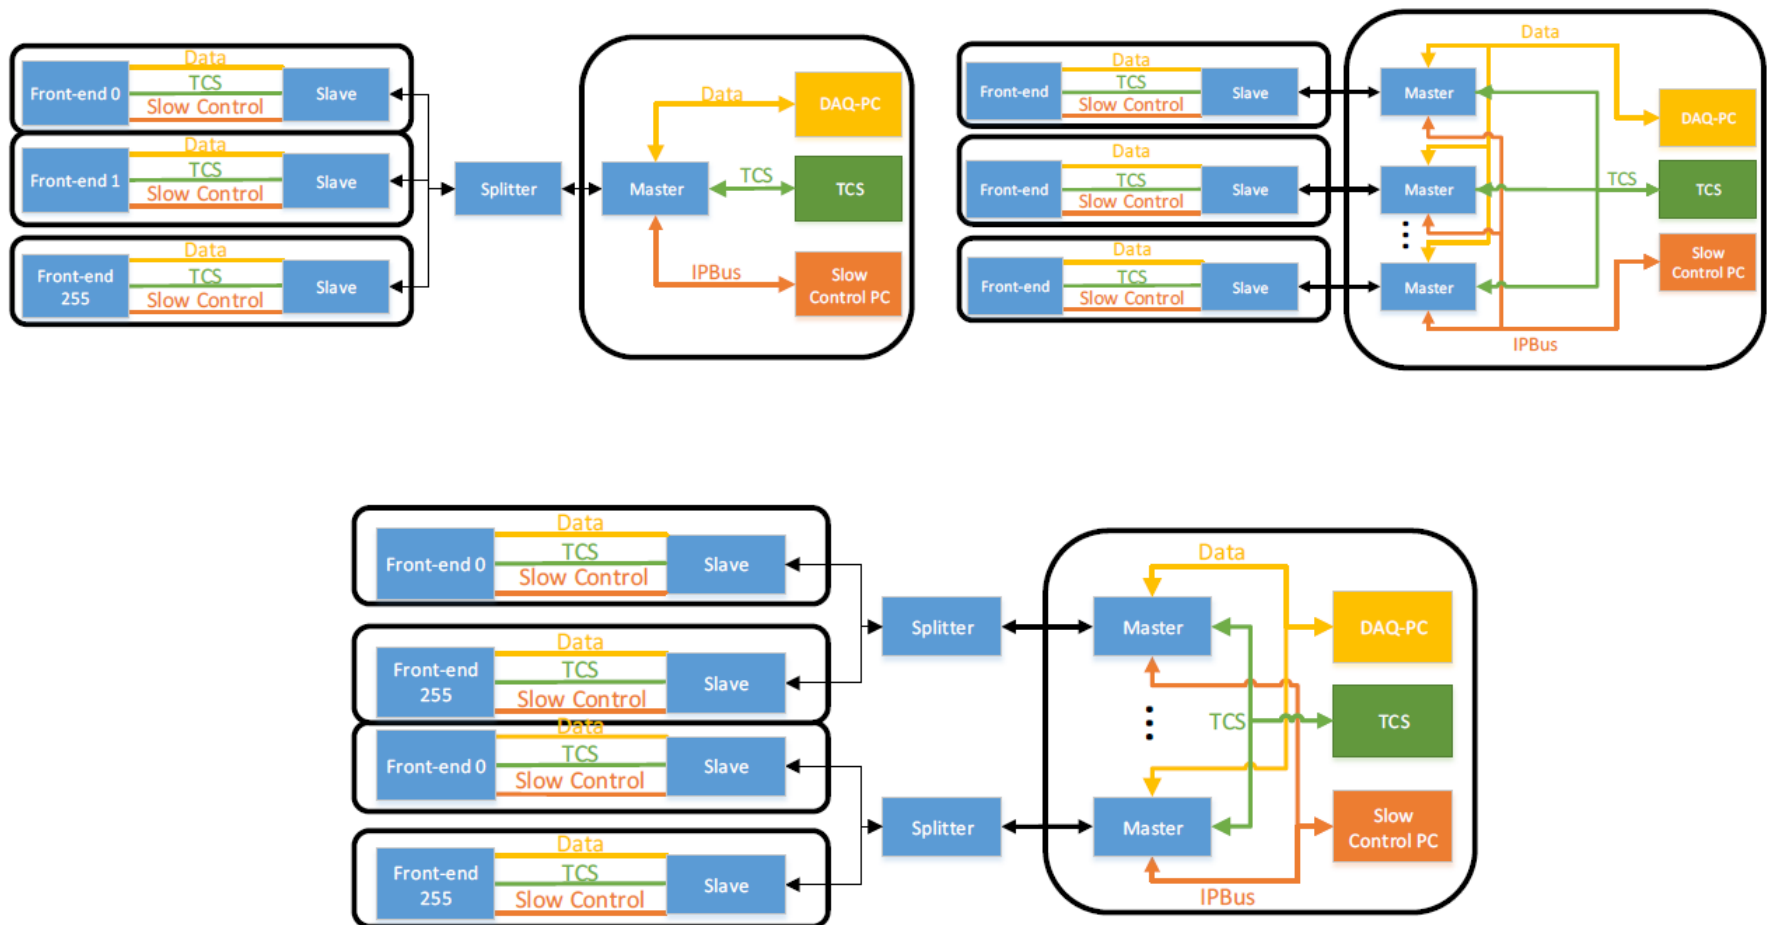 Data
TCS
Slow Control
Front-end 0
Slave
Data
TCS
Slow Control
Front-end 1
Slave
Data
TCS
Slow Control
Front-end
255
Slave
Splitter
Master
Data
TCS
IPBus
DAQ-PC
TCS
Slow
Control PC
Data
TCS
Slow Control
Front-end
Slave
Data
TCS
Slow Control
Front-end
Slave
Data
TCS
Slow Control
Front-end
Slave
Master
Master
...
Master
Data
TCS
IPBus
DAQ-PC
TCS
Slow
Control PC
Data
TCS
Slow Control
Front-end 0
Slave
Data
TCS
Slow Control
Front-end
255
Slave
Data
TCS
Slow Control
Front-end 0
Slave
Data
TCS
Slow Control
Front-end
255
Slave
Splitter
Splitter
Master
...
Master
Data
TCS
IPBus
DAQ-PC
TCS
Slow
Control PC